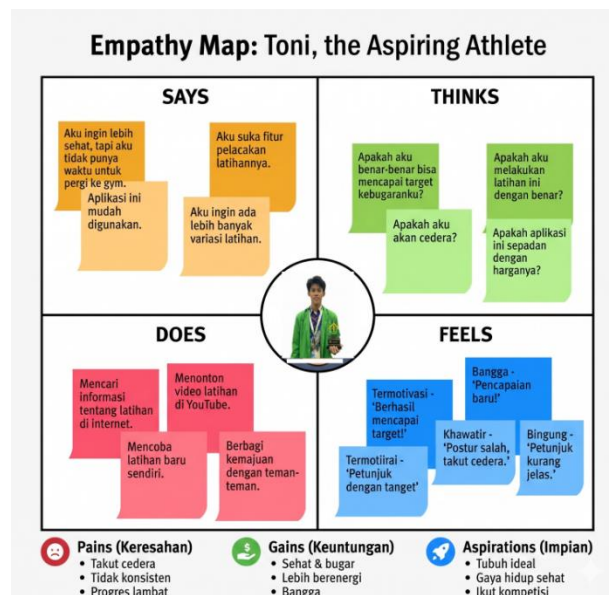 Empathy Map: Toni, the Aspiring Athlete
SAYS
Aku ingin lebih
sehat, tapi aku
tidak punya
waktu untuk
pergi ke gym.
Aku suka fitur
pelacakan
latihannya.
Aplikasi ini
mudah
digunakan.
Aku ingin ada
lebih banyak
variasi latihan.
THINKS
Apakah aku
benar-benar bisa
mencapai target
kebugaranku?
Apakah aku
melakukan
latihan ini
dengan benar?
Apakah aku
akan cedera?
Apakah aplikasi
ini sepadan
dengan
harganya?
DOES
Mencari
informasi
tentang latihan
di internet.
Menonton
video latihan
di YouTube.
Mencoba
latihan baru
sendiri.
Berbagi
kemajuan
dengan teman-
teman.
FEELS
Termotivasi -
‘Berhasil
mencapai
target!’
Bangga -
‘Pencapaian
baru!’
Termotiirai -
‘Petunjuk
dengan tanget’
Khawatir -
‘Postur salah,
takut cedera.’
Bingung -
‘Petunjuk
kurang
jelas.’
Pains (Keresahan)
• Takut cedera
• Tidak konsisten
• Progres lambat
Gains (Keuntungan)
• Sehat & bugar
• Lebih berenergi
• Bangga
Aspirations (Impian)
• Tubuh ideal
• Gaya hidup sehat
• Ikut kompetisi